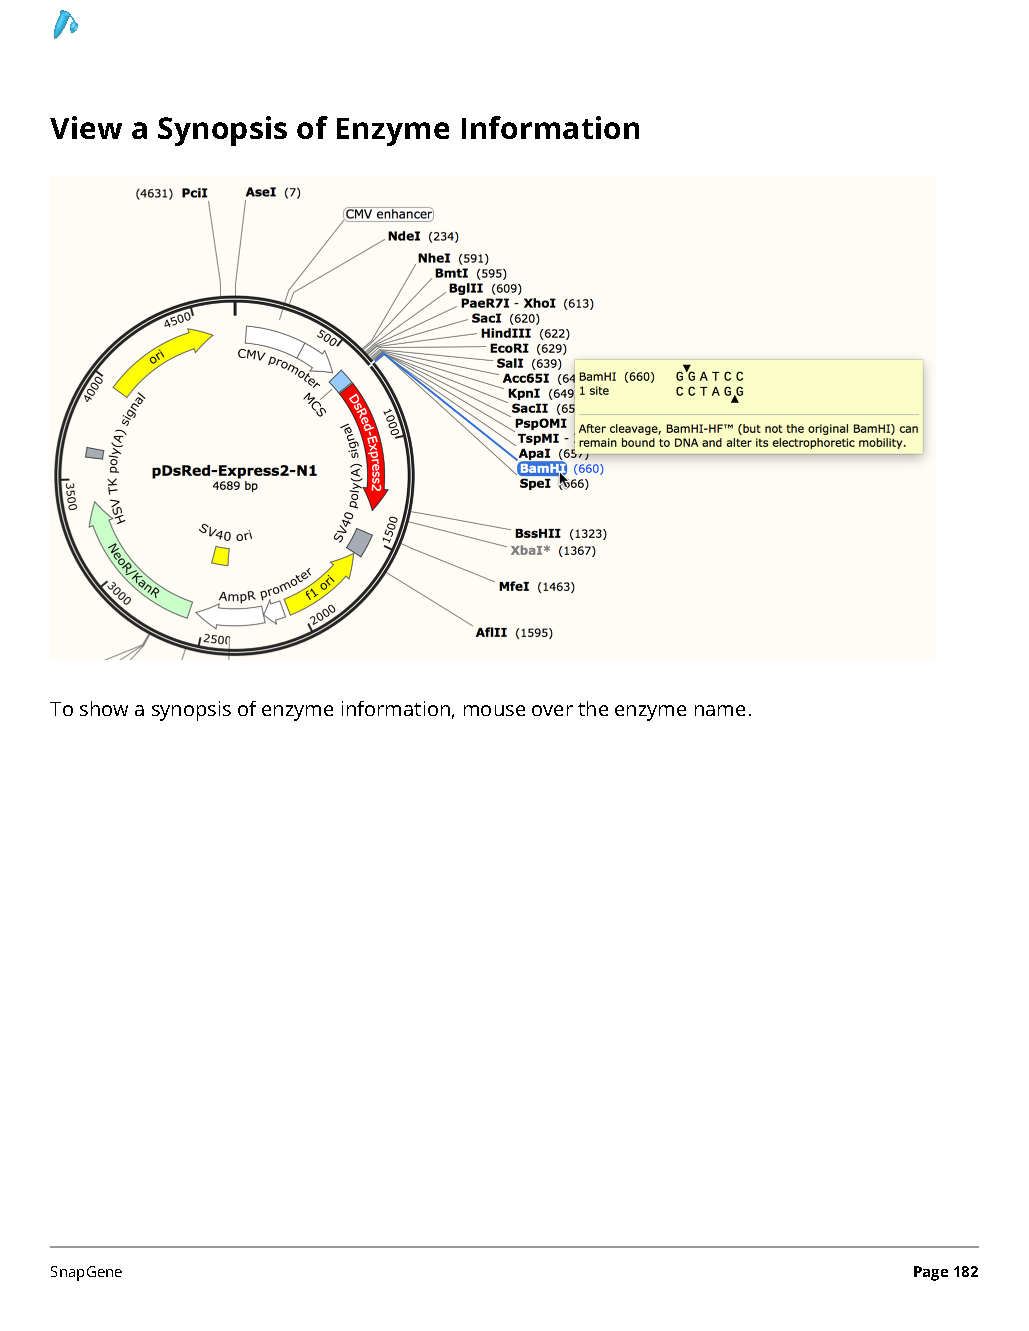 View a Synopsis of Enzyme Information
(4631) PciI
AseI (7)
CMV enhancer
NdeI (234)
NheI (591)
BmtI (595)
BglII (609)
PaeR7I - XhoI (613)
SacI (620)
HindIII (622)
EcoRI (629)
SalI (639)
Acc65I (64
KpnI (649
SacII (65
PspOMI
TspMI -
ApaI (657)
BamHI (660)
SpeI (666)
BamHI (660) G G A T C C
1 site C C T A G G
After cleavage, BamHI-HF™ (but not the original BamHI) can
remain bound to DNA and alter its electrophoretic mobility.
BssHII (1323)
XbaI* (1367)
MfeI (1463)
AflII (1595)
500
1000
1500
2000
2500
3000
3500
4000
4500
CMV promoter
MCS
DsRed-Express2
SV40 poly(A) signal
f1 ori
AmpR promoter
SV40 ori
NeoR/KanR
HSV TK poly(A) signal
ori
pDsRed-Express2-N1
4689 bp
To show a synopsis of enzyme information, mouse over the enzyme name.
SnapGene
Page 182